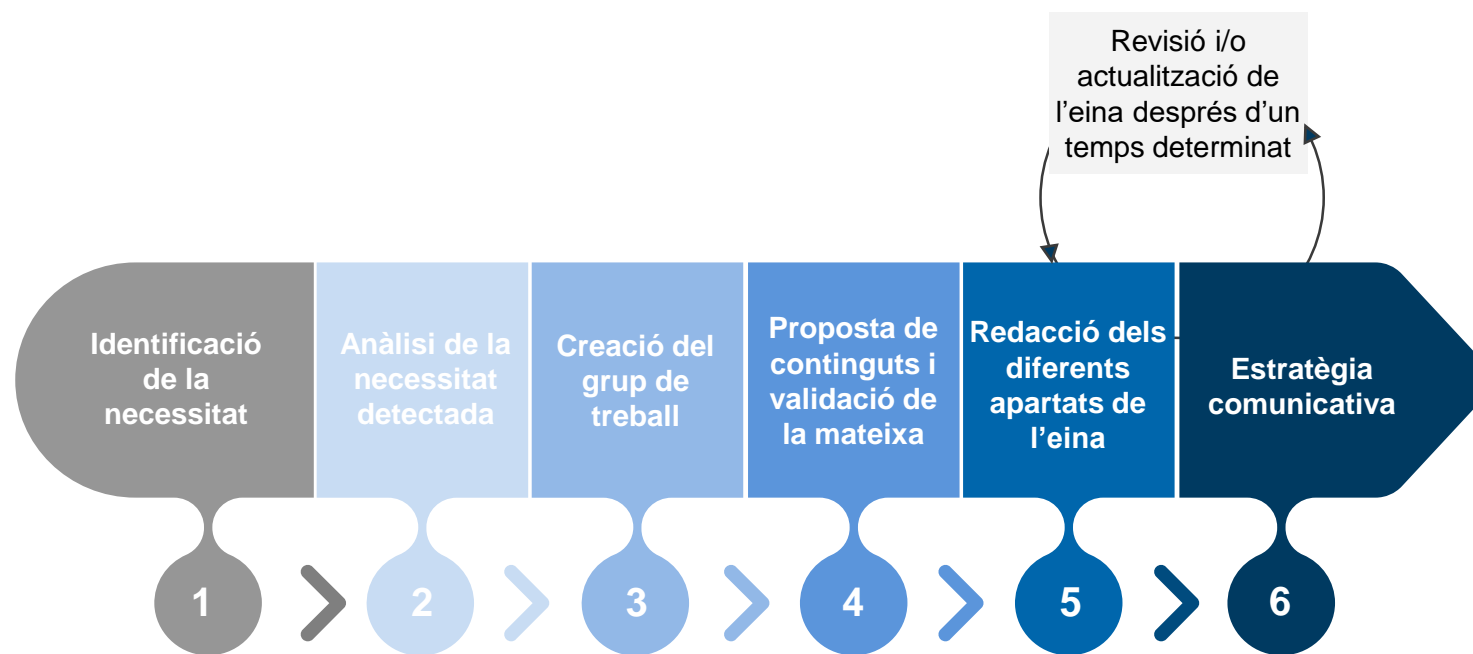 Revisió i/o
actualització de
l’eina després d’un
temps determinat
Identificació
de la
necessitat
Anàlisi de la
necessitat
detectada
Creació del
grup de
treball
Proposta de
continguts i
validació de
la mateixa
Redacció dels
diferents
apartats de
l’eina
Estratègia
comunicativa
1
2
3
4
5
6